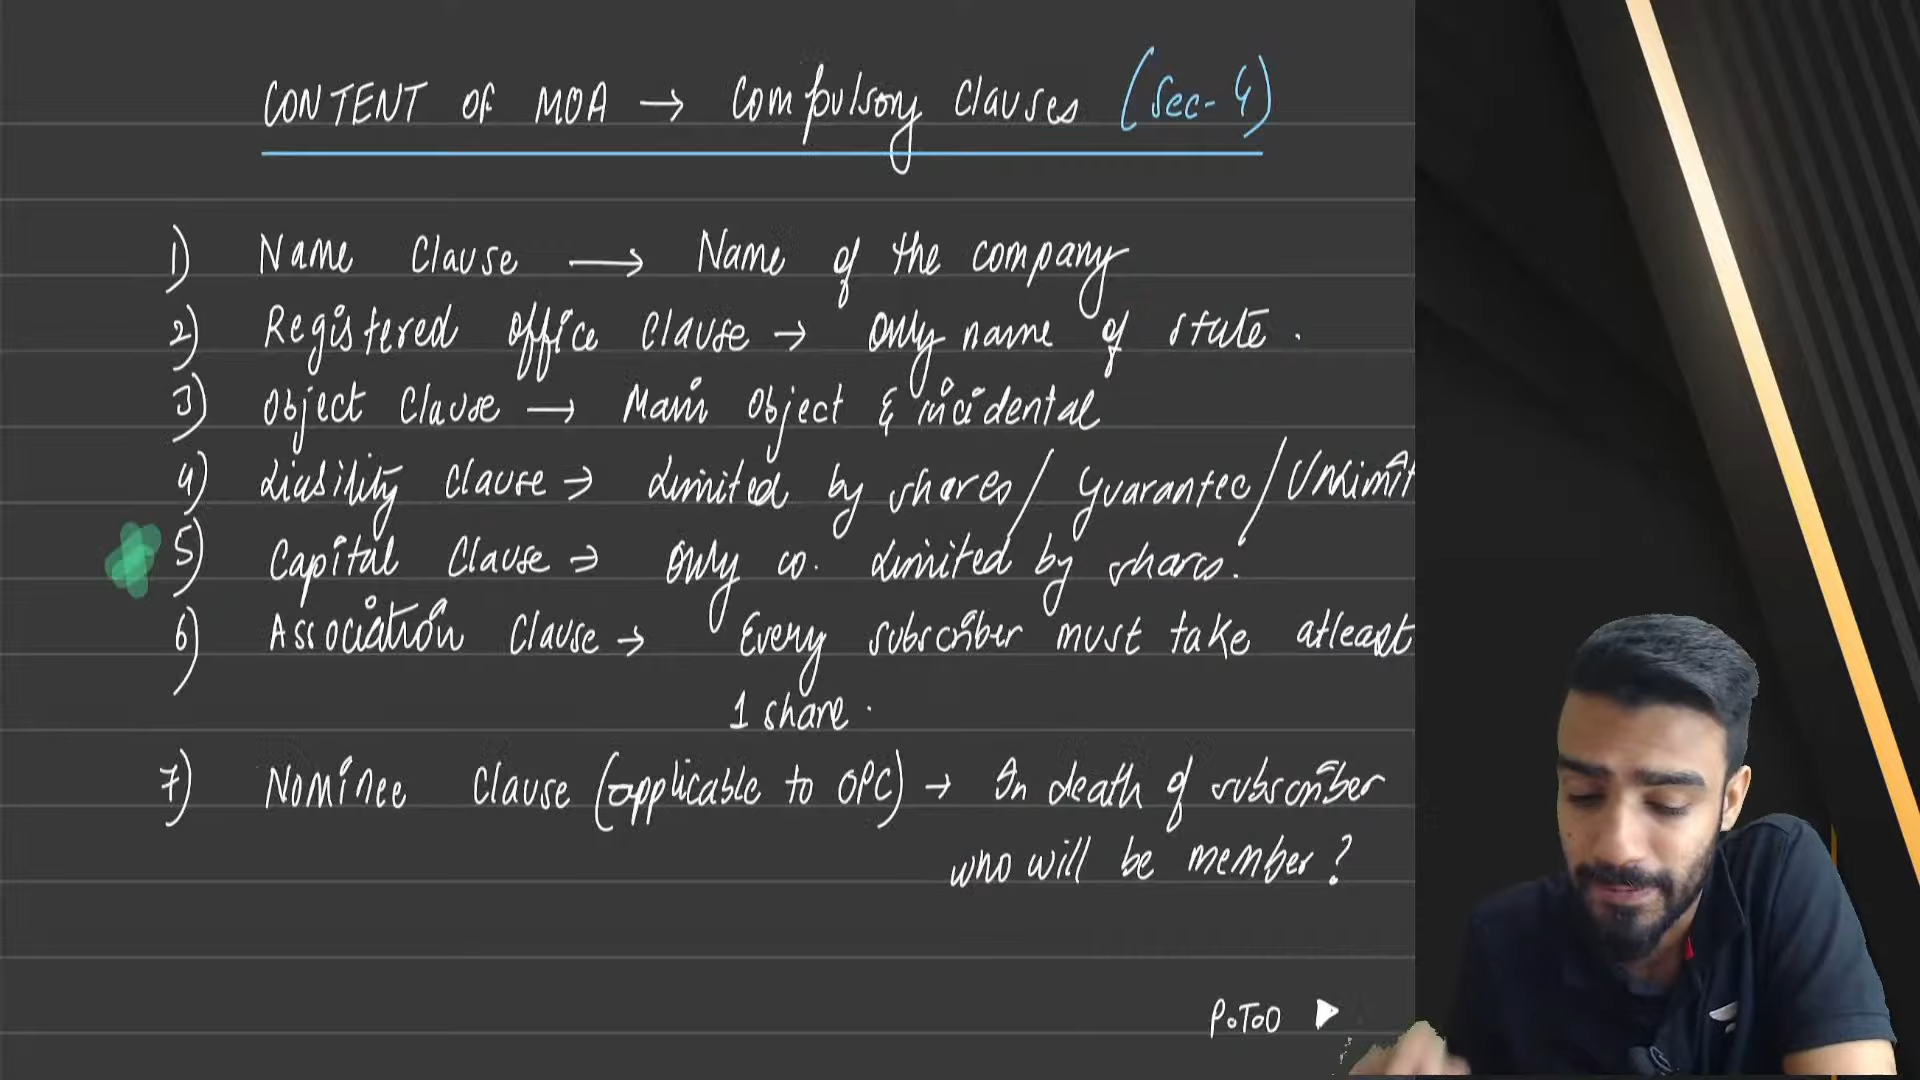 CONTENT OF MOA → Compulsory Clauses (Sec-4)
1) Name Clause → Name of the company
2) Registered office Clause → Only name of state.
3) Object Clause → Main Object & incidental
4) Liability Clause → Limited by shares / guarantee / Unlimit
5) Capital Clause → Only co. Limited by shares.
6) Association Clause → Every subscriber must take atleast
1 share.
7) Nominee Clause (applicable to OPC) → In death of subscriber
who will be member?
P.T.O